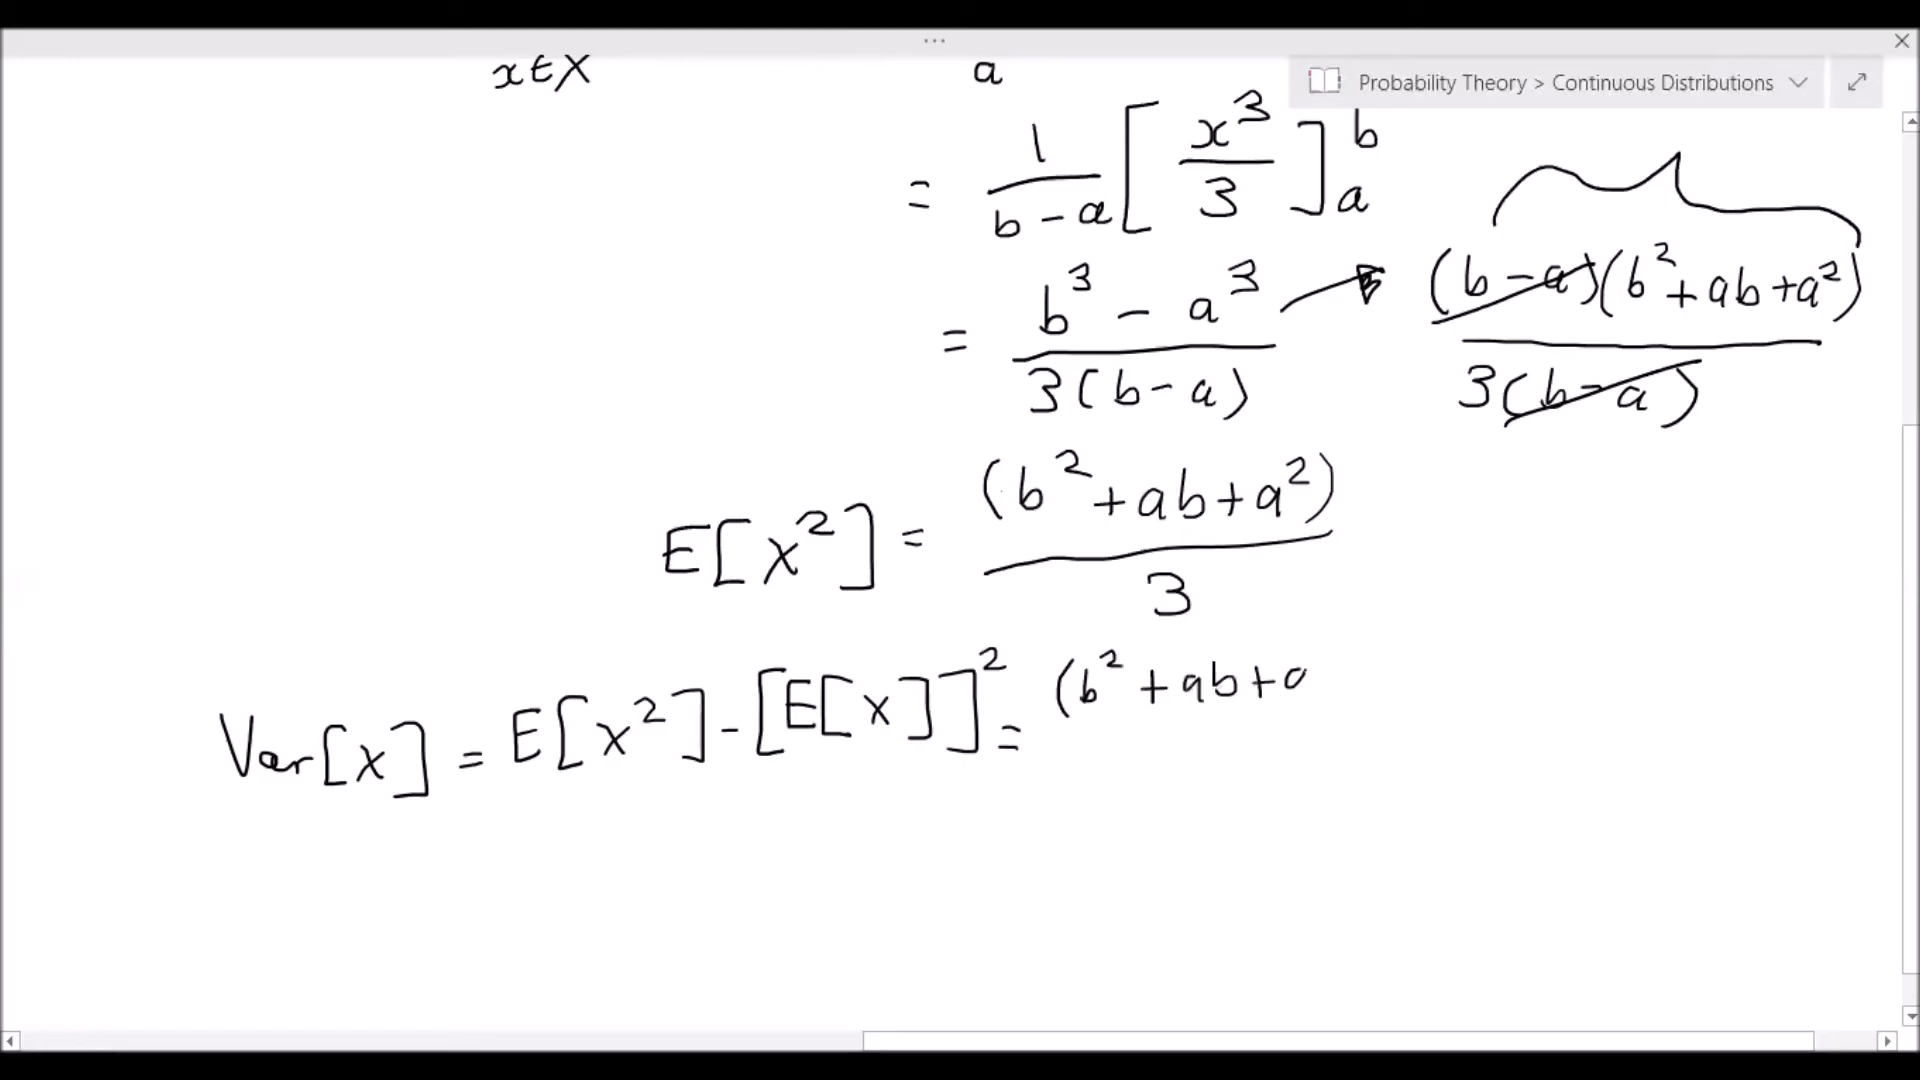 x∈X a
Probability Theory > Continuous Distributions
= 1/(b-a) [x³/3]ₐᵇ
= (b³ - a³)/(3(b-a)) → (b-a)(b²+ab+a²)/(3(b-a))
E[x²] = (b²+ab+a²)/3
Var[x] = E[x²] - [E[x]]² = (b²+ab+a